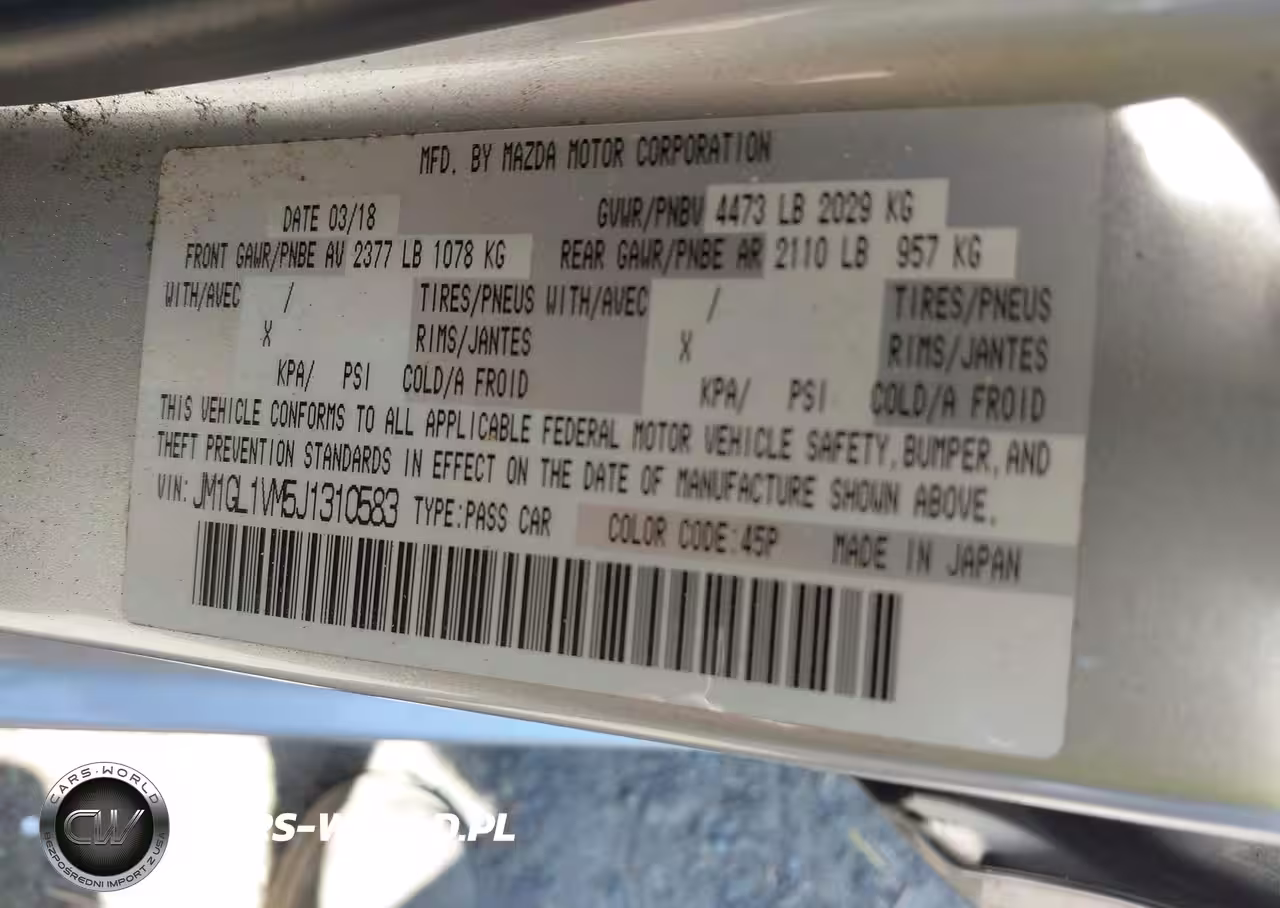 MFD. BY MAZDA MOTOR CORPORATION
DATE 03/18 GVWR/PNBV 4473 LB 2029 KG
FRONT GAWR/PNBE AV 2377 LB 1078 KG REAR GAWR/PNBE AR 2110 LB 957 KG
WITH/AVEC / TIRES/PNEUS WITH/AVEC / TIRES/PNEUS
X RIMS/JANTES X RIMS/JANTES
KPA/ PSI COLD/A FROID KPA/ PSI COLD/A FROID
THIS VEHICLE CONFORMS TO ALL APPLICABLE FEDERAL MOTOR VEHICLE SAFETY, BUMPER, AND
THEFT PREVENTION STANDARDS IN EFFECT ON THE DATE OF MANUFACTURE SHOWN ABOVE.
VIN: JM1GL1VM5J1310583 TYPE:PASS CAR COLOR CODE:45P MADE IN JAPAN
CARS-WORLD
CW
BEZPOŚREDNI IMPORT Z USA